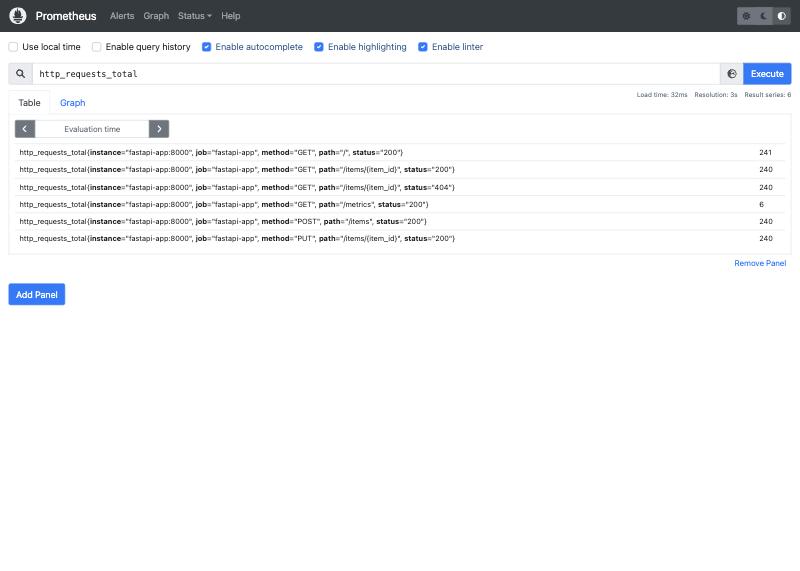 Prometheus Alerts Graph Status Help
Use local time Enable query history Enable autocomplete Enable highlighting Enable linter
http_requests_total Execute
Load time: 32ms Resolution: 3s Result series: 6
Table Graph
Evaluation time
http_requests_total{instance="fastapi-app:8000", job="fastapi-app", method="GET", path="/", status="200"} 241
http_requests_total{instance="fastapi-app:8000", job="fastapi-app", method="GET", path="/items/{item_id}", status="200"} 240
http_requests_total{instance="fastapi-app:8000", job="fastapi-app", method="GET", path="/items/{item_id}", status="404"} 240
http_requests_total{instance="fastapi-app:8000", job="fastapi-app", method="GET", path="/metrics", status="200"} 6
http_requests_total{instance="fastapi-app:8000", job="fastapi-app", method="POST", path="/items", status="200"} 240
http_requests_total{instance="fastapi-app:8000", job="fastapi-app", method="PUT", path="/items/{item_id}", status="200"} 240
Remove Panel
Add Panel